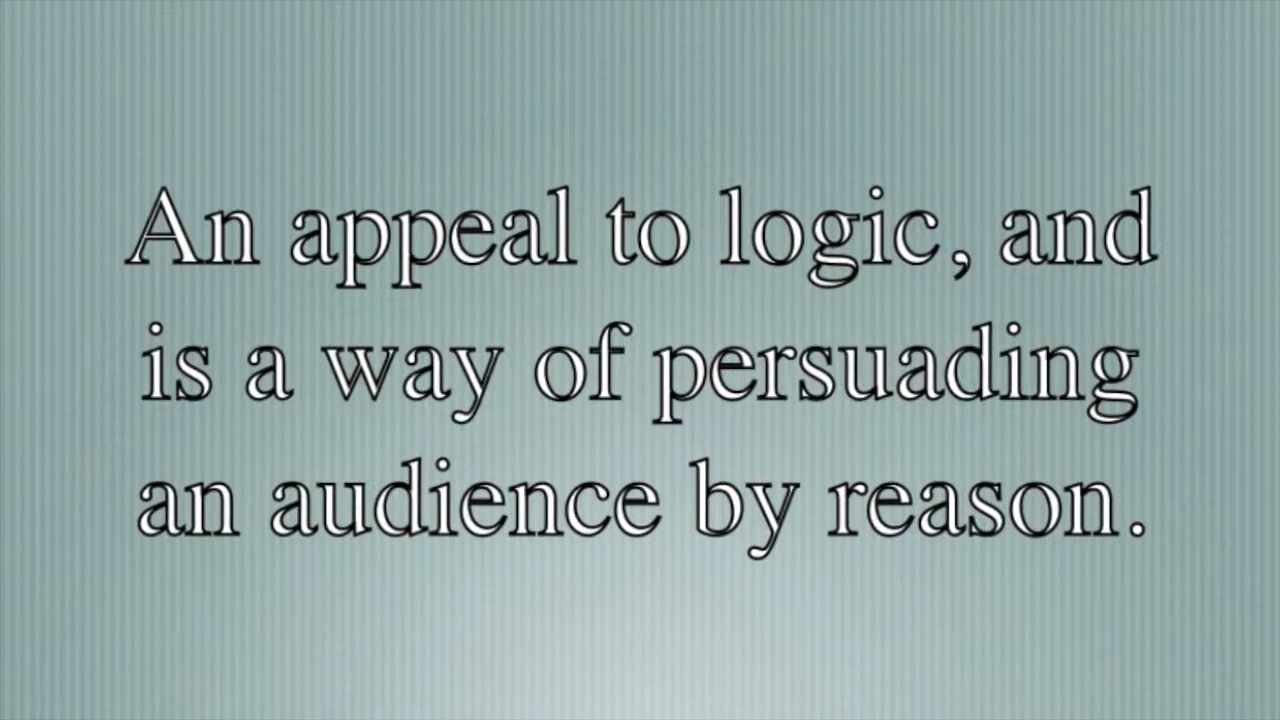 An appeal to logic, and
is a way of persuading
an audience by reason.